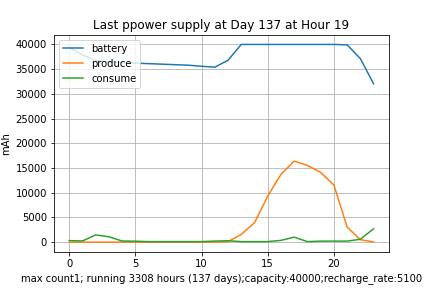 Last ppower supply at Day 137 at Hour 19
40000
35000
30000
25000
20000
15000
10000
5000
0
mAh
battery
produce
consume
0 5 10 15 20
max count1; running 3308 hours (137 days);capacity:40000;recharge_rate:5100